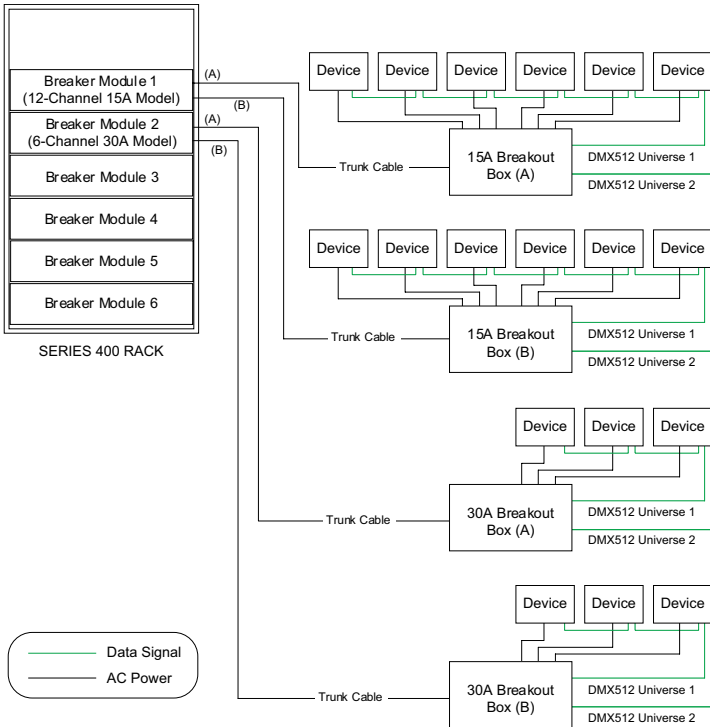 Breaker Module 1
(12-Channel 15A Model)
Breaker Module 2
(6-Channel 30A Model)
Breaker Module 3
Breaker Module 4
Breaker Module 5
Breaker Module 6
SERIES 400 RACK
(A)
(B)
(A)
(B)
Device Device Device Device Device Device
Trunk Cable
15A Breakout
Box (A)
DMX512 Universe 1
DMX512 Universe 2
Device Device Device Device Device Device
Trunk Cable
15A Breakout
Box (B)
DMX512 Universe 1
DMX512 Universe 2
Device Device Device
Trunk Cable
30A Breakout
Box (A)
DMX512 Universe 1
DMX512 Universe 2
Device Device Device
Trunk Cable
30A Breakout
Box (B)
DMX512 Universe 1
DMX512 Universe 2
Data Signal
AC Power